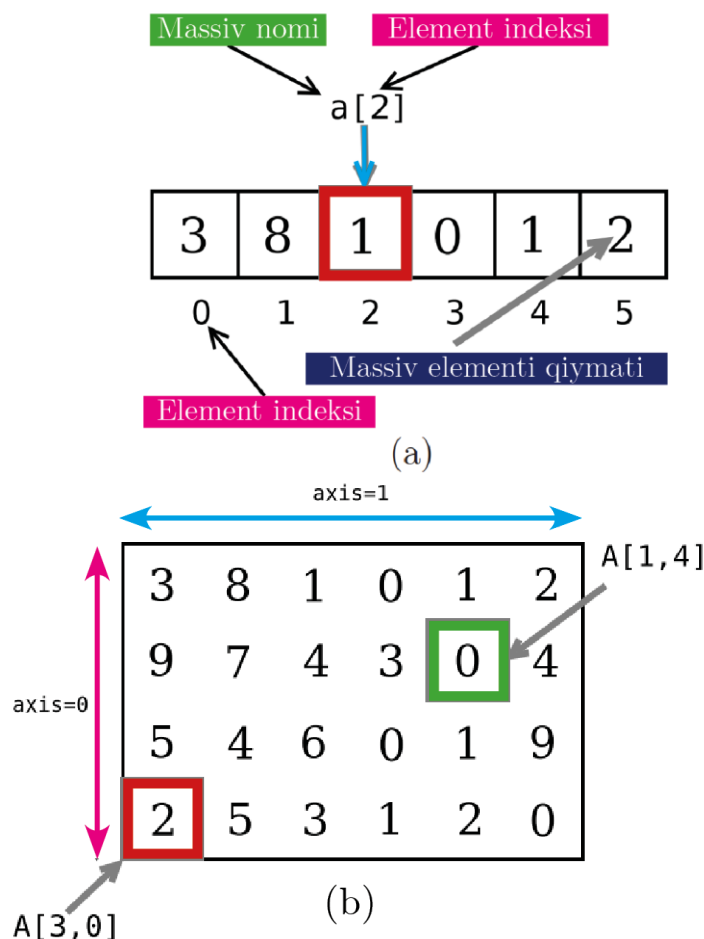 Massiv nomi Element indeksi
a[2]
3 8 1 0 1 2
0 1 2 3 4 5
Massiv elementi qiymati
Element indeksi
(a)
axis=1
A[1,4]
3 8 1 0 1 2
9 7 4 3 0 4
axis=0
5 4 6 0 1 9
2 5 3 1 2 0
(b)
A[3,0]